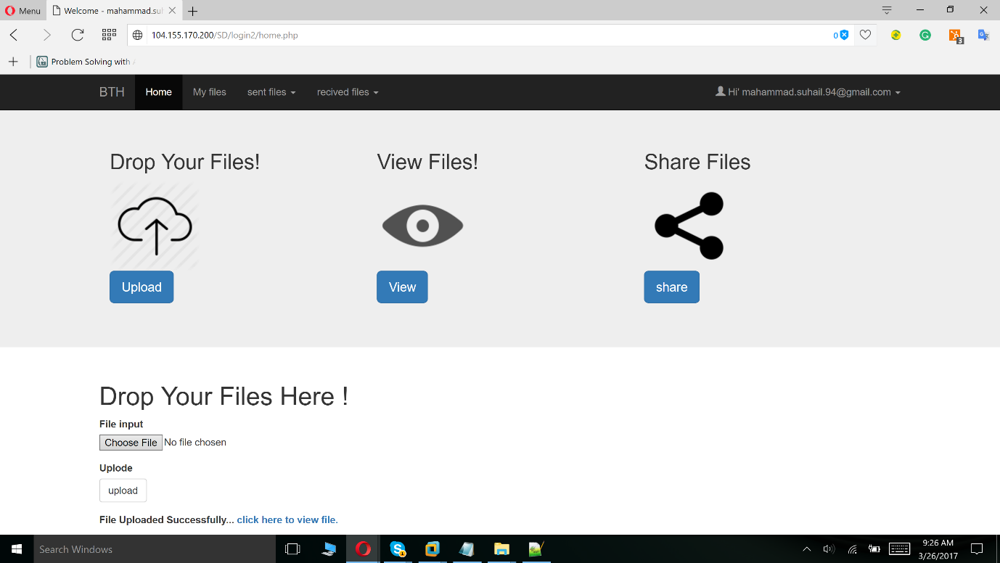 Menu
Welcome - mahammad.suh
104.155.170.200/SD/login2/home.php
0
3
Problem Solving with
BTH Home My files sent files recived files Hi' mahammad.suhail.94@gmail.com
Drop Your Files! View Files! Share Files
Upload View share
Drop Your Files Here !
File input
Choose File No file chosen
Uplode
upload
File Uploaded Successfully... click here to view file.
Search Windows
9:26 AM
3/26/2017